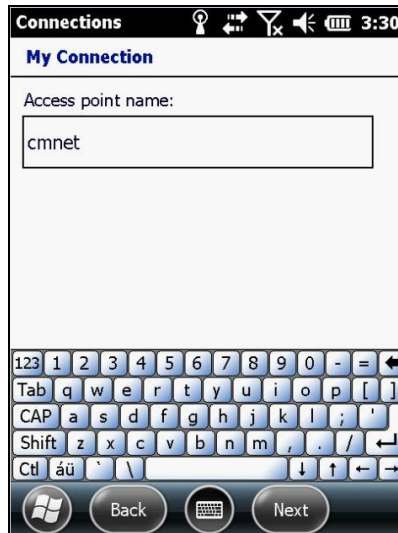 Connections 3:30
My Connection
Access point name:
cmnet
123 1 2 3 4 5 6 7 8 9 0 - =
Tab q w e r t y u i o p [ ]
CAP a s d f g h j k l ; '
Shift z x c v b n m , . /
Ctl áü ` \
Back Next